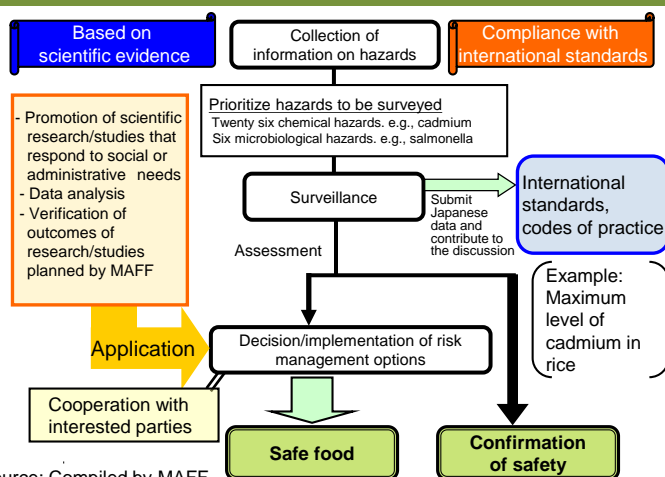 Based on
scientific evidence
Collection of
information on hazards
Compliance with
international standards
Prioritize hazards to be surveyed
Twenty six chemical hazards. e.g., cadmium
Six microbiological hazards. e.g., salmonella
- Promotion of scientific
research/studies that
respond to social or
administrative needs
- Data analysis
- Verification of
outcomes of
research/studies
planned by MAFF
Surveillance
Submit
Japanese
data and
contribute to
the discussion
International
standards,
codes of practice
Assessment
Example:
Maximum
level of
cadmium in
rice
Application
Decision/implementation of risk
management options
Cooperation with
interested parties
Safe food
Confirmation
of safety
Compiled by MAFF